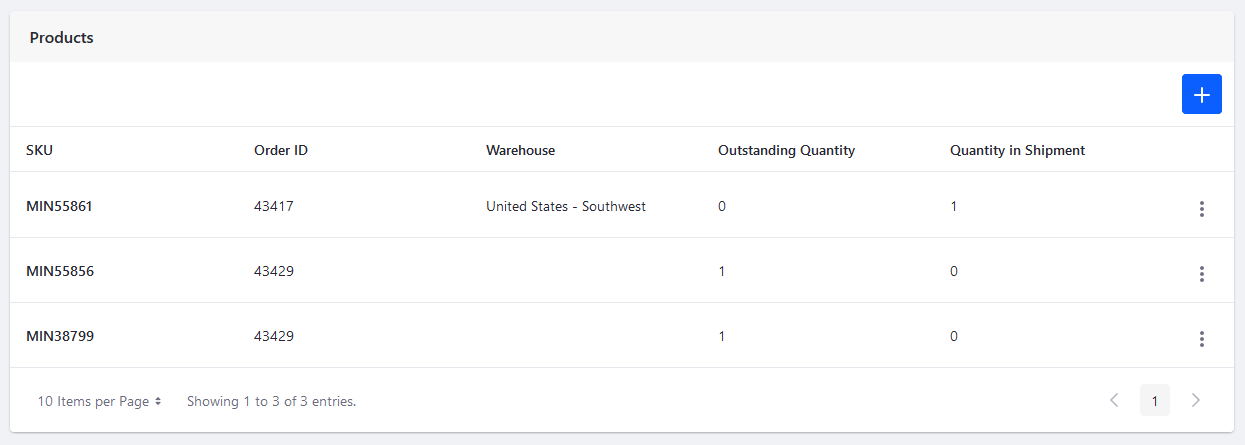 Products
SKU Order ID Warehouse Outstanding Quantity Quantity in Shipment
MIN55861 43417 United States - Southwest 0 1
MIN55856 43429 1 0
MIN38799 43429 1 0
10 Items per Page Showing 1 to 3 of 3 entries. 1